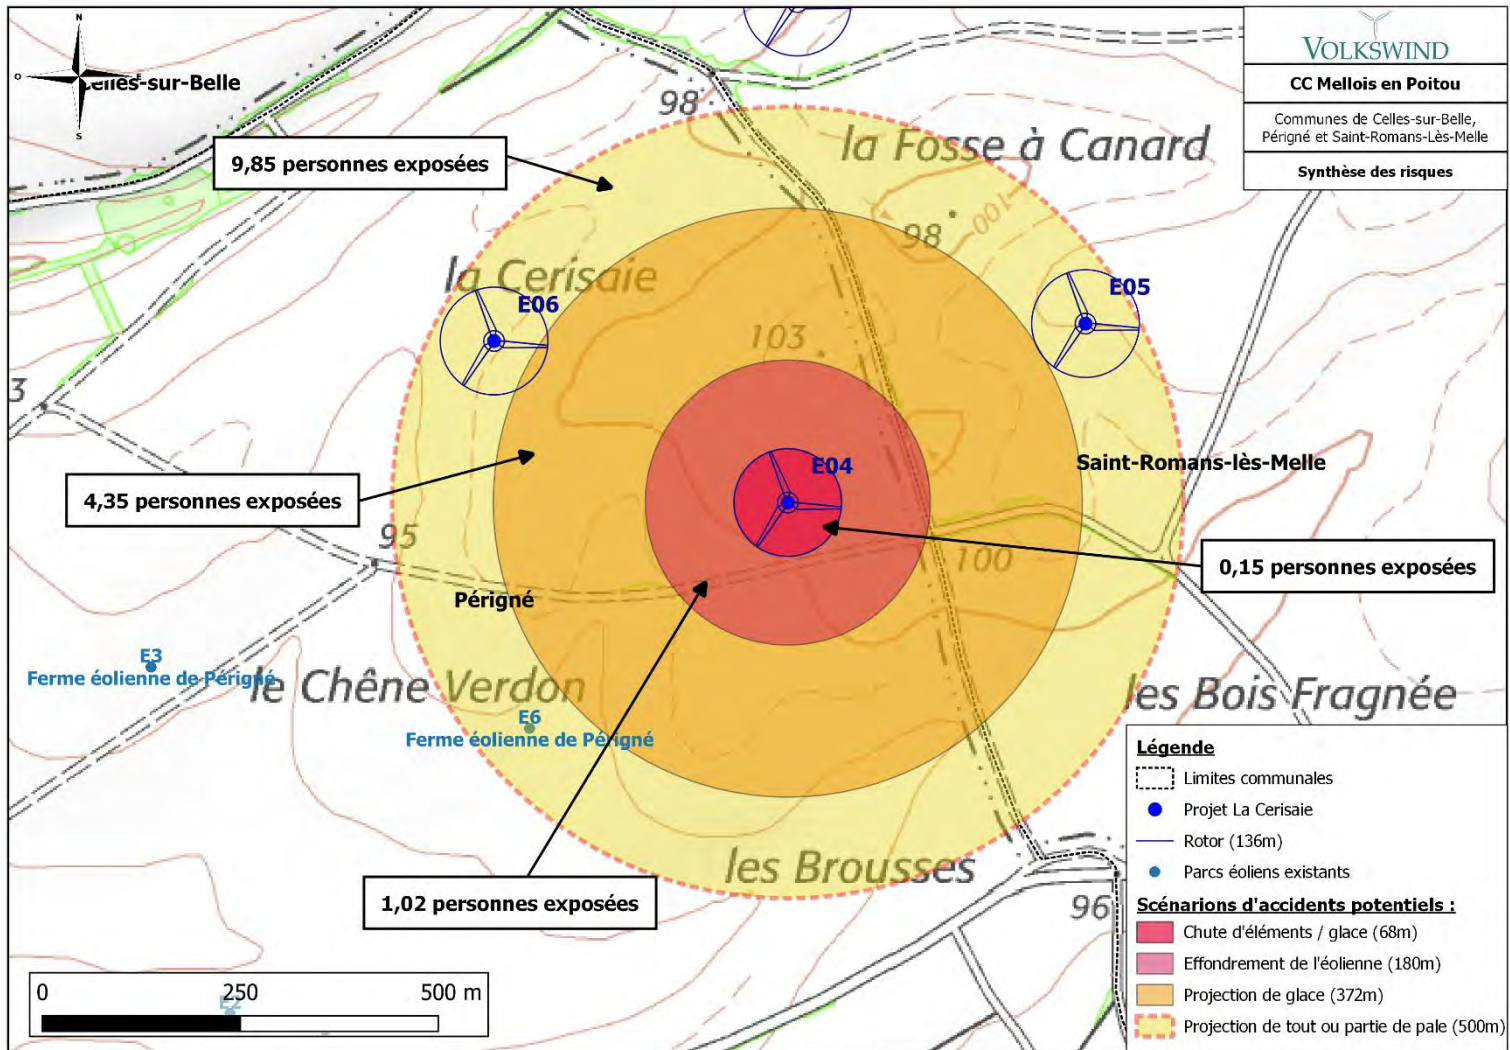 N
O
E
S
Celles-sur-Belle
VOLKSWIND
CC Mellois en Poitou
Communes de Celles-sur-Belle,
Périgné et Saint-Romans-Lès-Melle
Synthèse des risques
98
la Fosse à Canard
9,85 personnes exposées
98
100
la Cerisaie
E06
E05
103
3
E04
Saint-Romans-lès-Melle
4,35 personnes exposées
95
100
0,15 personnes exposées
Périgné
E3
Ferme éolienne de Périgné
le Chêne Verdon
les Bois Fragnée
E6
Ferme éolienne de Périgné
les Brousses
1,02 personnes exposées
96
Légende
Limites communales
Projet La Cerisaie
Rotor (136m)
Parcs éoliens existants
Scénarions d'accidents potentiels :
Chute d'éléments / glace (68m)
Effondrement de l'éolienne (180m)
Projection de glace (372m)
Projection de tout ou partie de pale (500m)
0 250 500 m
E2